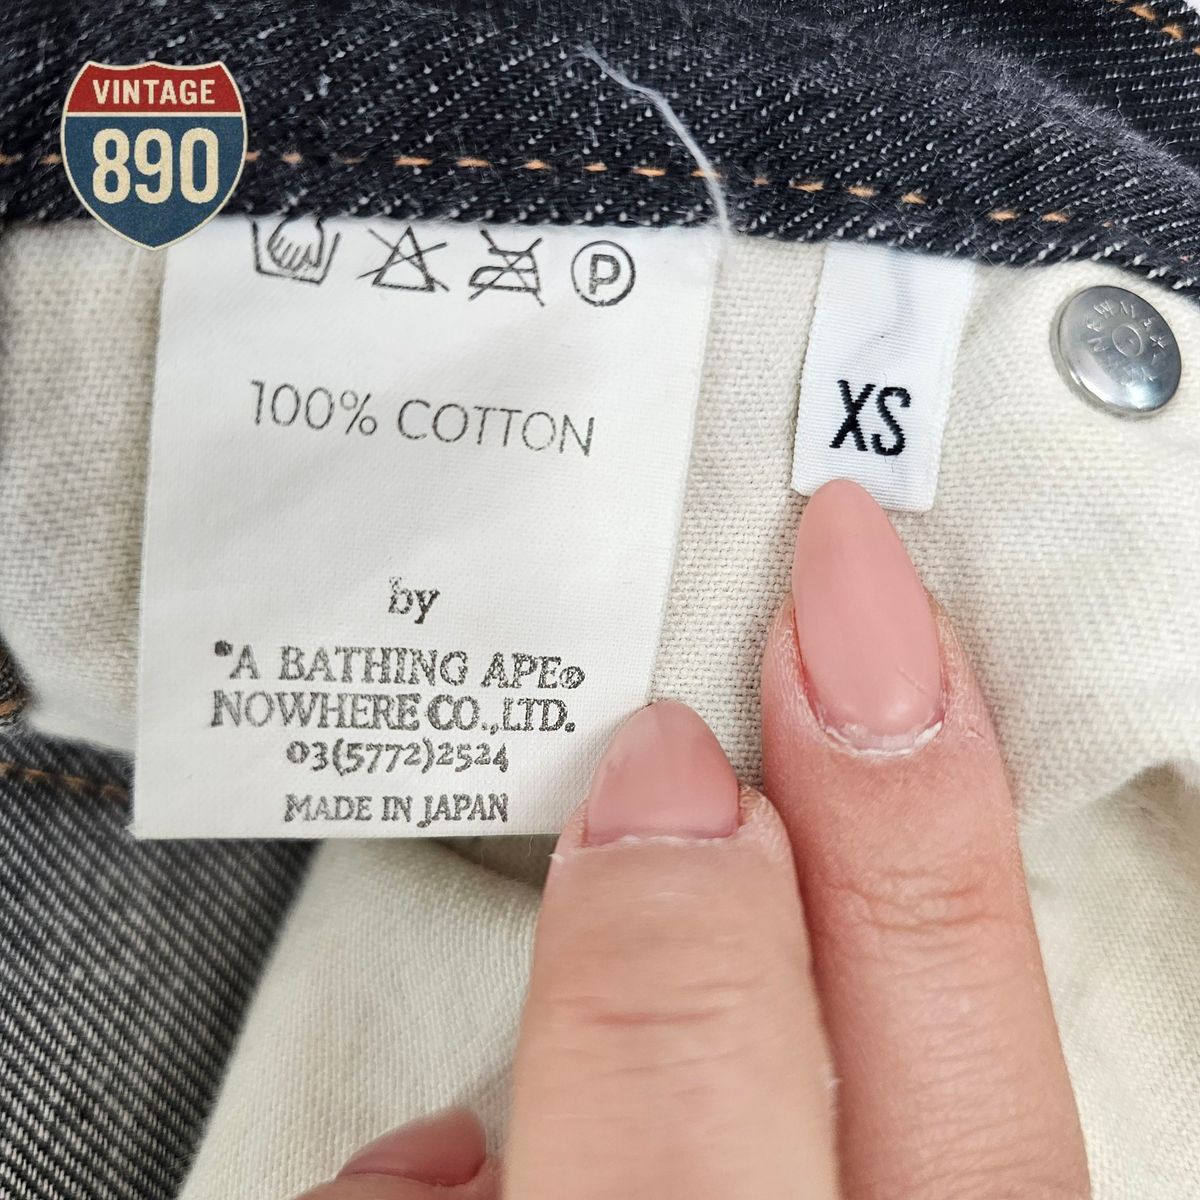 VINTAGE
890
P
100% COTTON
XS
by
"A BATHING APE®
NOWHERE CO.,LTD.
03(5772)2524
MADE IN JAPAN